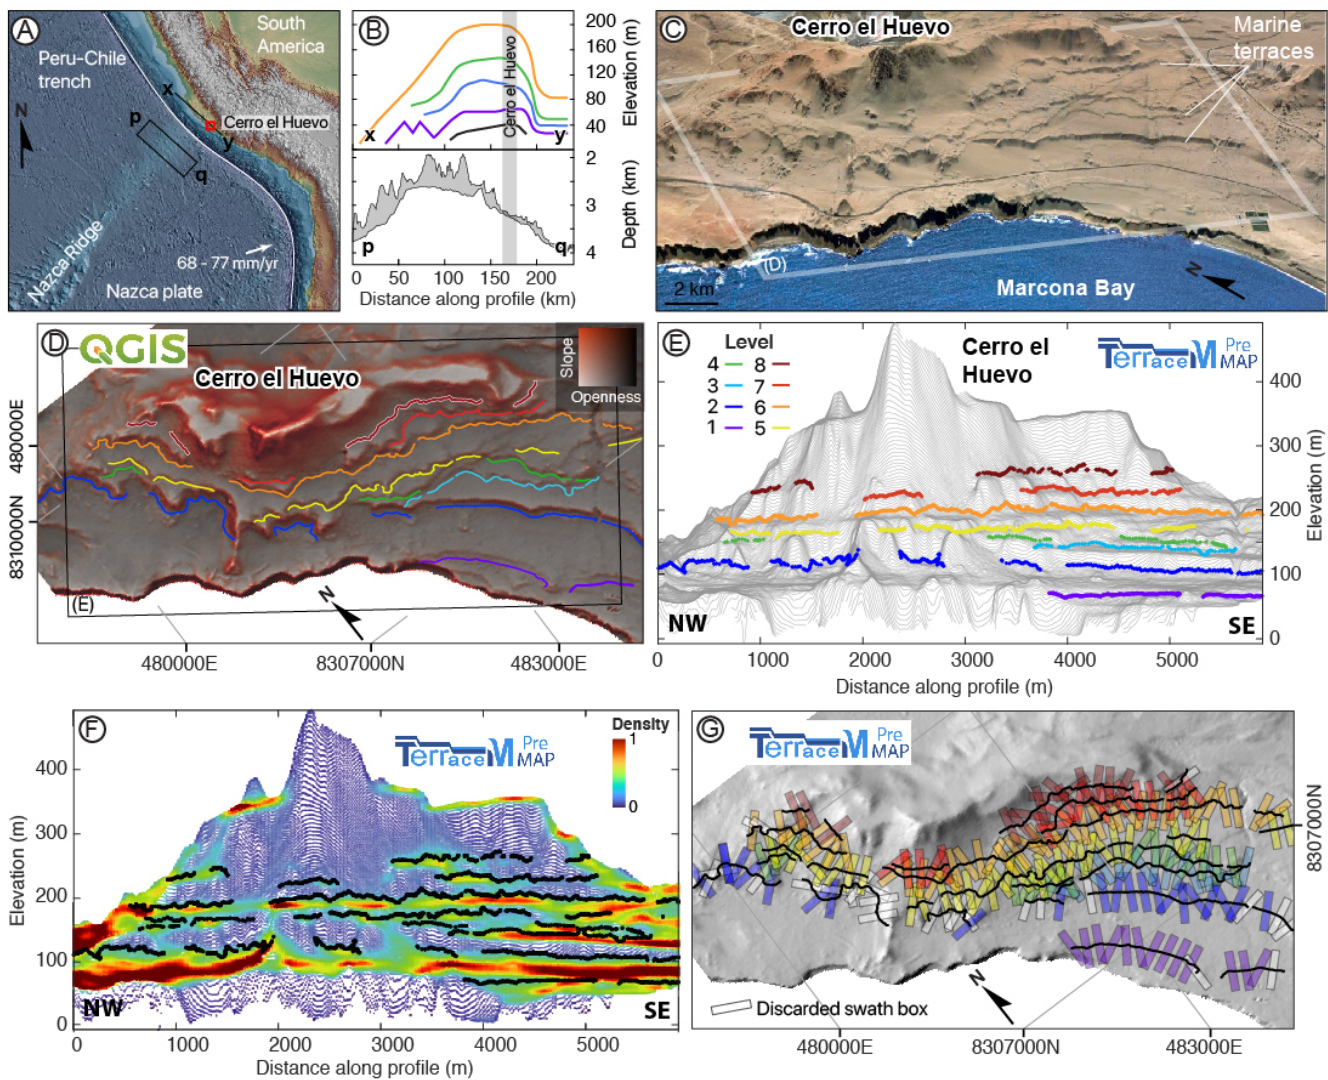 A
South
America
Peru-Chile
trench
N
x
p
Cerro el Huevo
y
q
Nazca Ridge
68 - 77 mm/yr
Nazca plate
B
200
160
120
80
40
Elevation (m)
Cerro el Huevo
x
y
2
3
4
Depth (km)
p
q
0
50
100
150
200
Distance along profile (km)
C
Cerro el Huevo
Marine
terraces
(D)
2 km
Marcona Bay
N
D
QGIS
Cerro el Huevo
Slope
Openness
480000E
8310000N
(E)
N
480000E
8307000N
483000E
E
Level
4
8
3
7
2
6
1
5
Cerro el
Huevo
TerraceM
Pre
MAP
400
300
200
100
0
Elevation (m)
NW
SE
0
1000
2000
3000
4000
5000
Distance along profile (m)
F
TerraceM
Pre
MAP
Density
1
0
400
300
200
100
0
Elevation (m)
NW
SE
0
1000
2000
3000
4000
5000
Distance along profile (m)
G
TerraceM
Pre
MAP
8307000N
Discarded swath box
N
480000E
8307000N
483000E